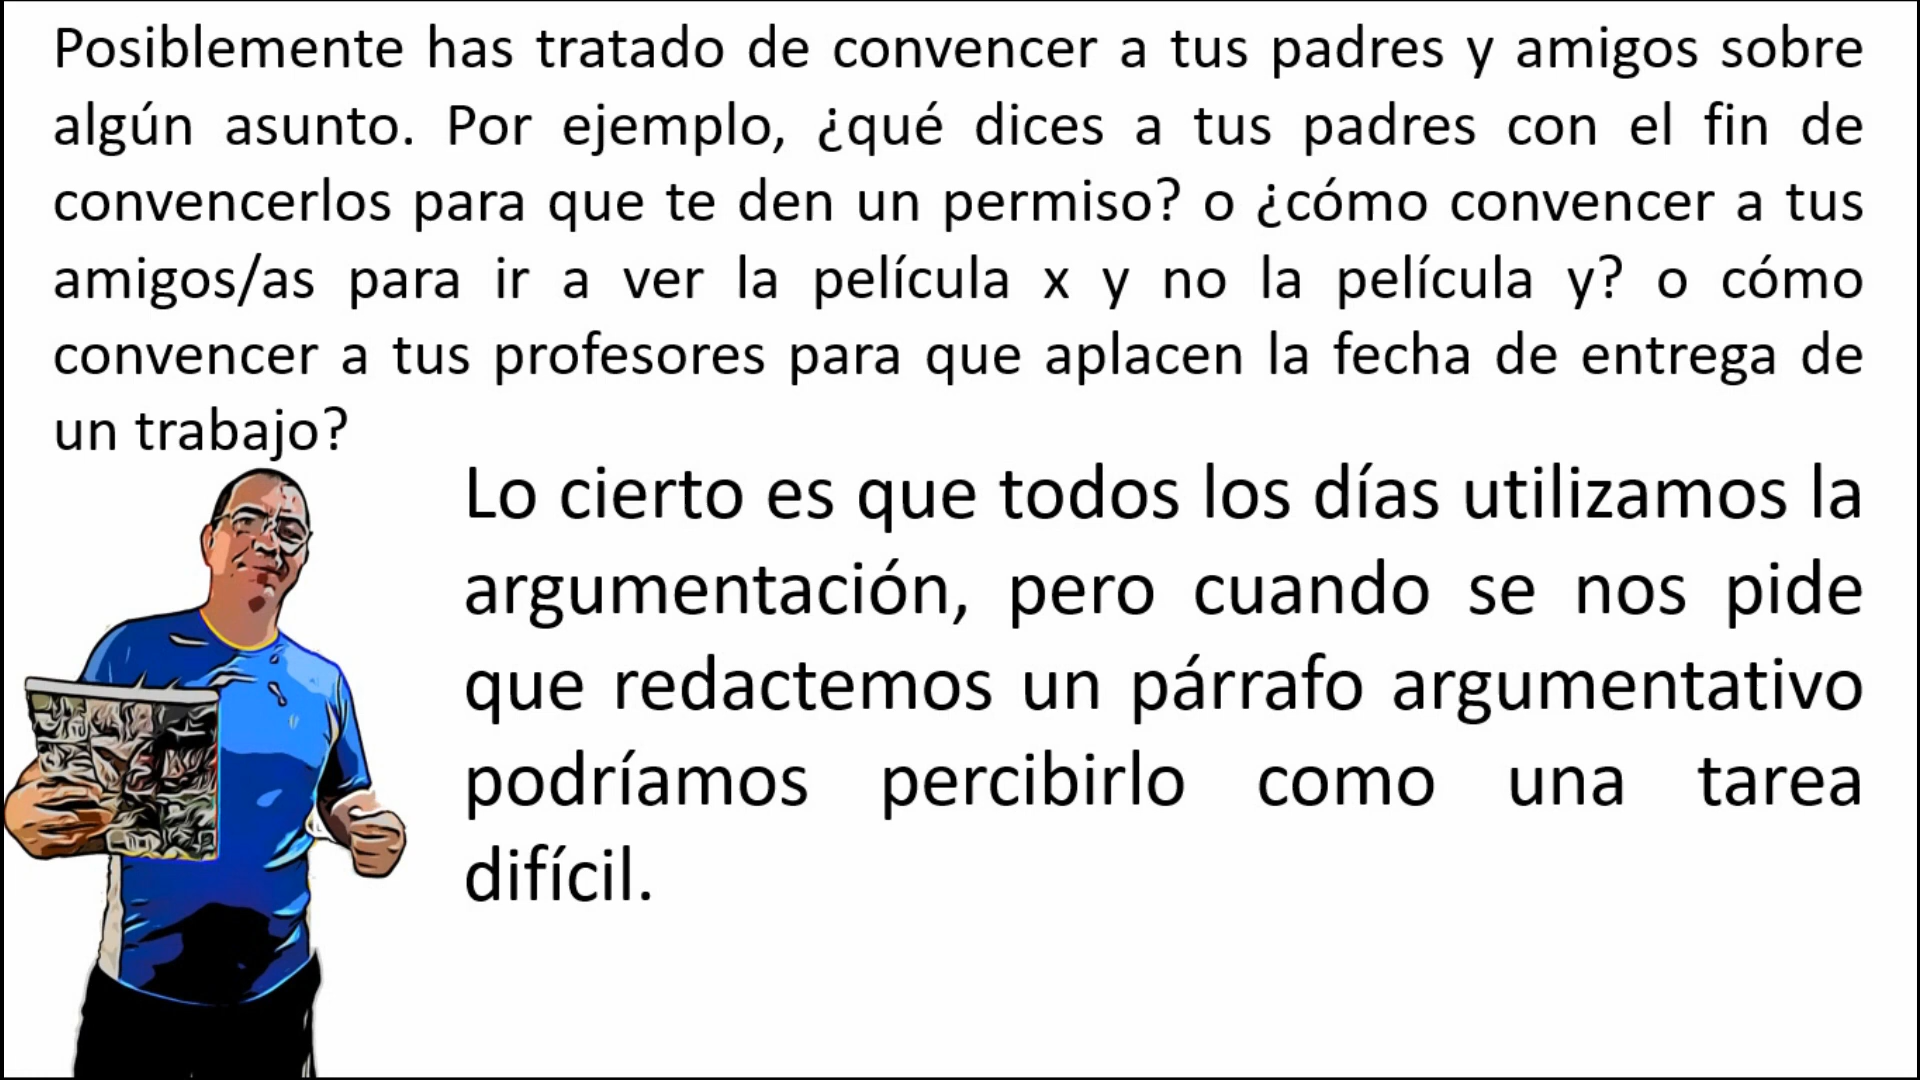 Posiblemente has tratado de convencer a tus padres y amigos sobre
algún asunto. Por ejemplo, ¿qué dices a tus padres con el fin de
convencerlos para que te den un permiso? o ¿cómo convencer a tus
amigos/as para ir a ver la película x y no la película y? o cómo
convencer a tus profesores para que aplacen la fecha de entrega de
un trabajo?
Lo cierto es que todos los días utilizamos la
argumentación, pero cuando se nos pide
que redactemos un párrafo argumentativo
podríamos percibirlo como una tarea
difícil.